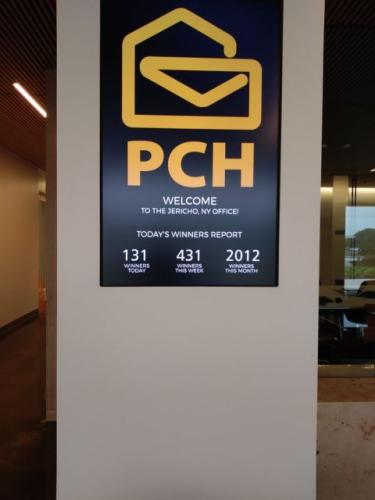 PCH
WELCOME
TO THE JERICHO, NY OFFICE!
TODAY'S WINNERS REPORT
131 431 2012
WINNERS WINNERS WINNERS
TODAY THIS WEEK THIS MONTH